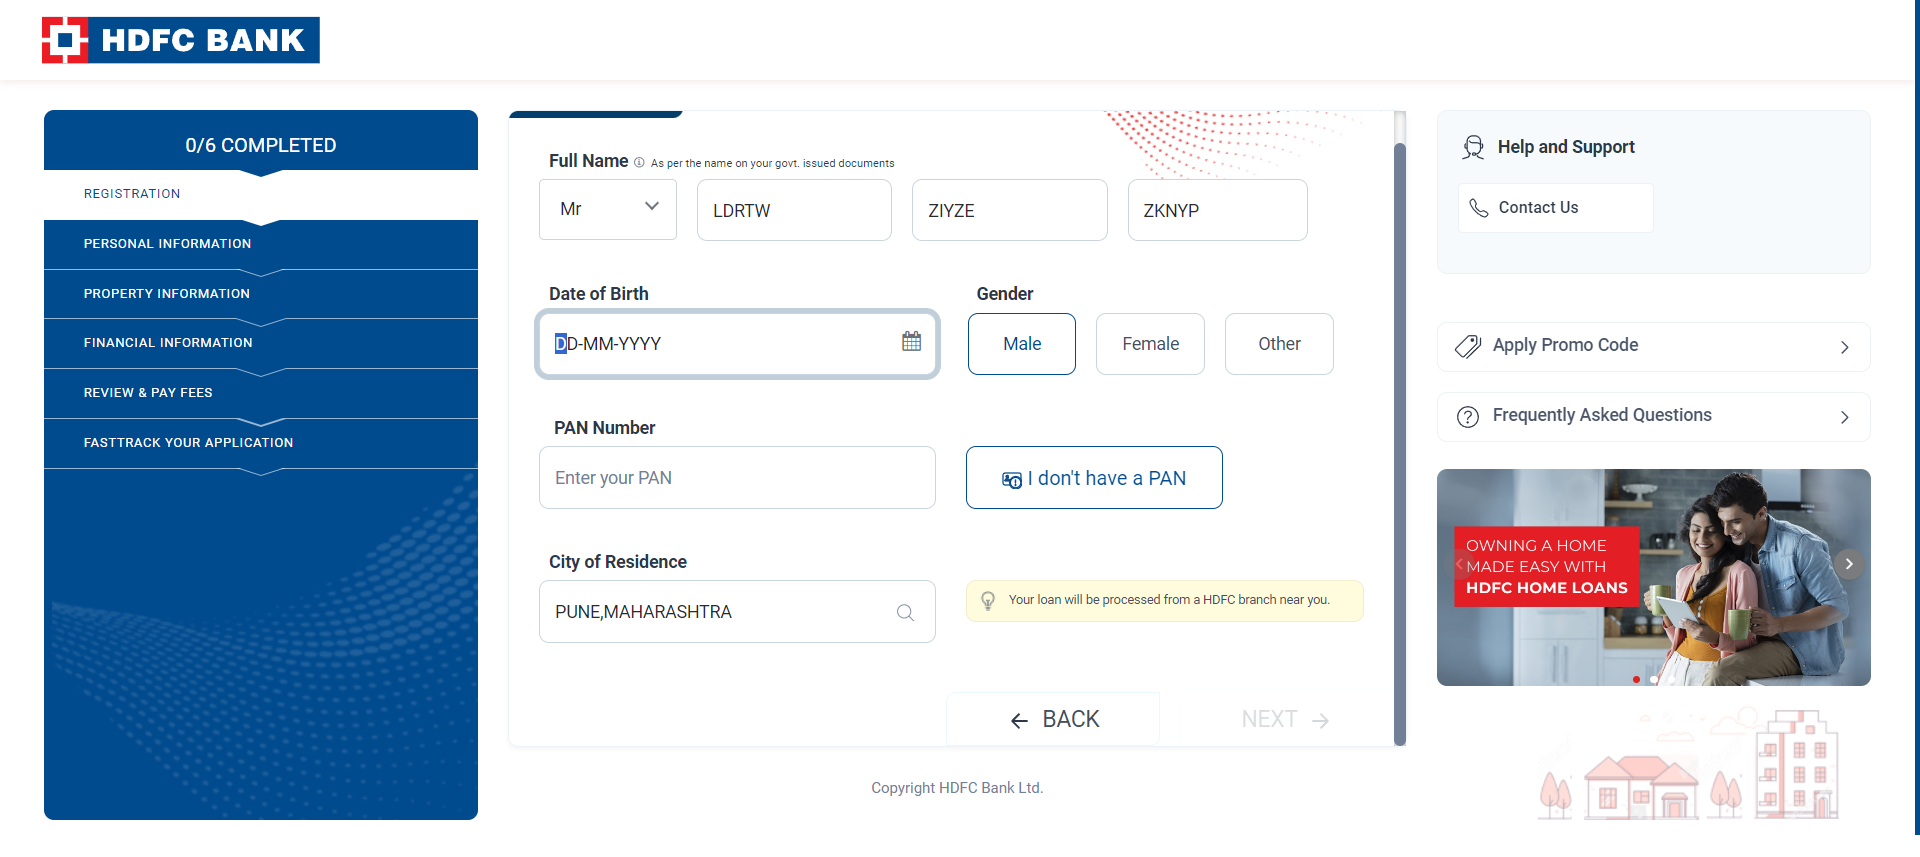 HDFC BANK
0/6 COMPLETED
REGISTRATION
PERSONAL INFORMATION
PROPERTY INFORMATION
FINANCIAL INFORMATION
REVIEW & PAY FEES
FASTTRACK YOUR APPLICATION
Full Name As per the name on your govt. issued documents
Mr LDRTW ZIYZE ZKNYP
Date of Birth Gender
DD-MM-YYYY Male Female Other
PAN Number
Enter your PAN I don't have a PAN
City of Residence
PUNE,MAHARASHTRA Your loan will be processed from a HDFC branch near you.
BACK NEXT
Copyright HDFC Bank Ltd.
Help and Support
Contact Us
Apply Promo Code
Frequently Asked Questions
OWNING A HOME
MADE EASY WITH
HDFC HOME LOANS